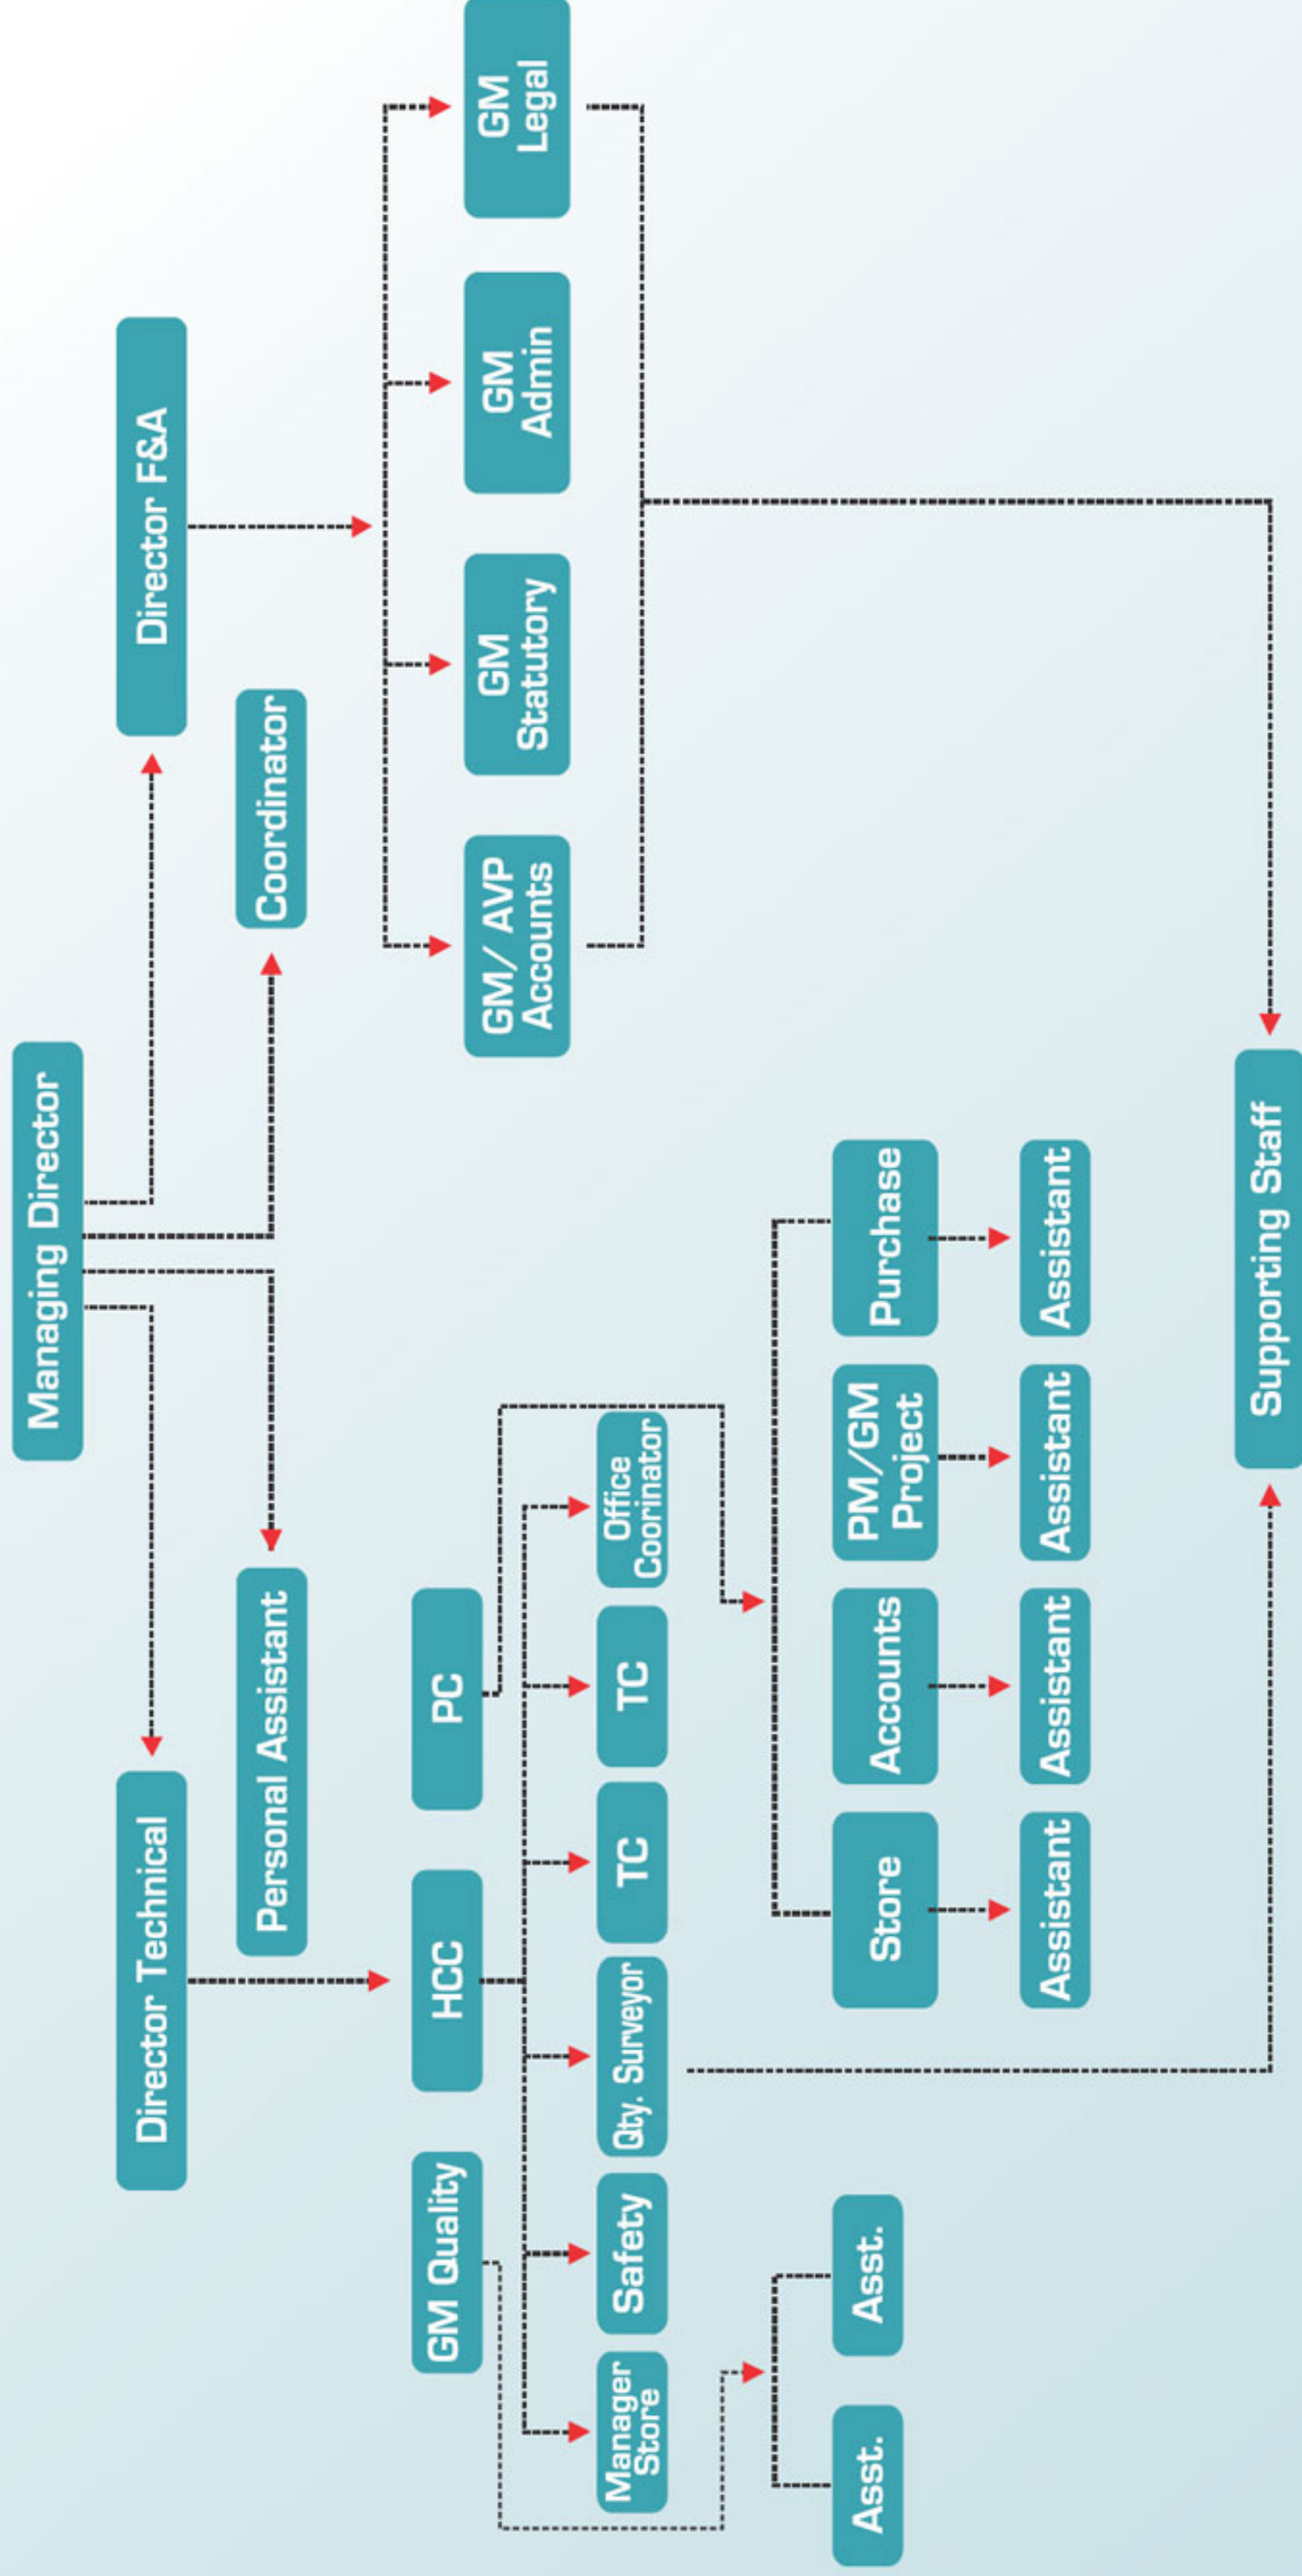 Managing Director
Director Technical
Director F&A
Personal Assistant
Coordinator
GM Quality
HCC
PC
GM/ AVP
Accounts
GM
Statutory
GM
Admin
GM
Legal
Manager
Store
Safety
Qty. Surveyor
TC
TC
Office
Coorinator
Asst.
Asst.
Store
Accounts
PM/GM
Project
Purchase
Assistant
Assistant
Assistant
Assistant
Supporting Staff